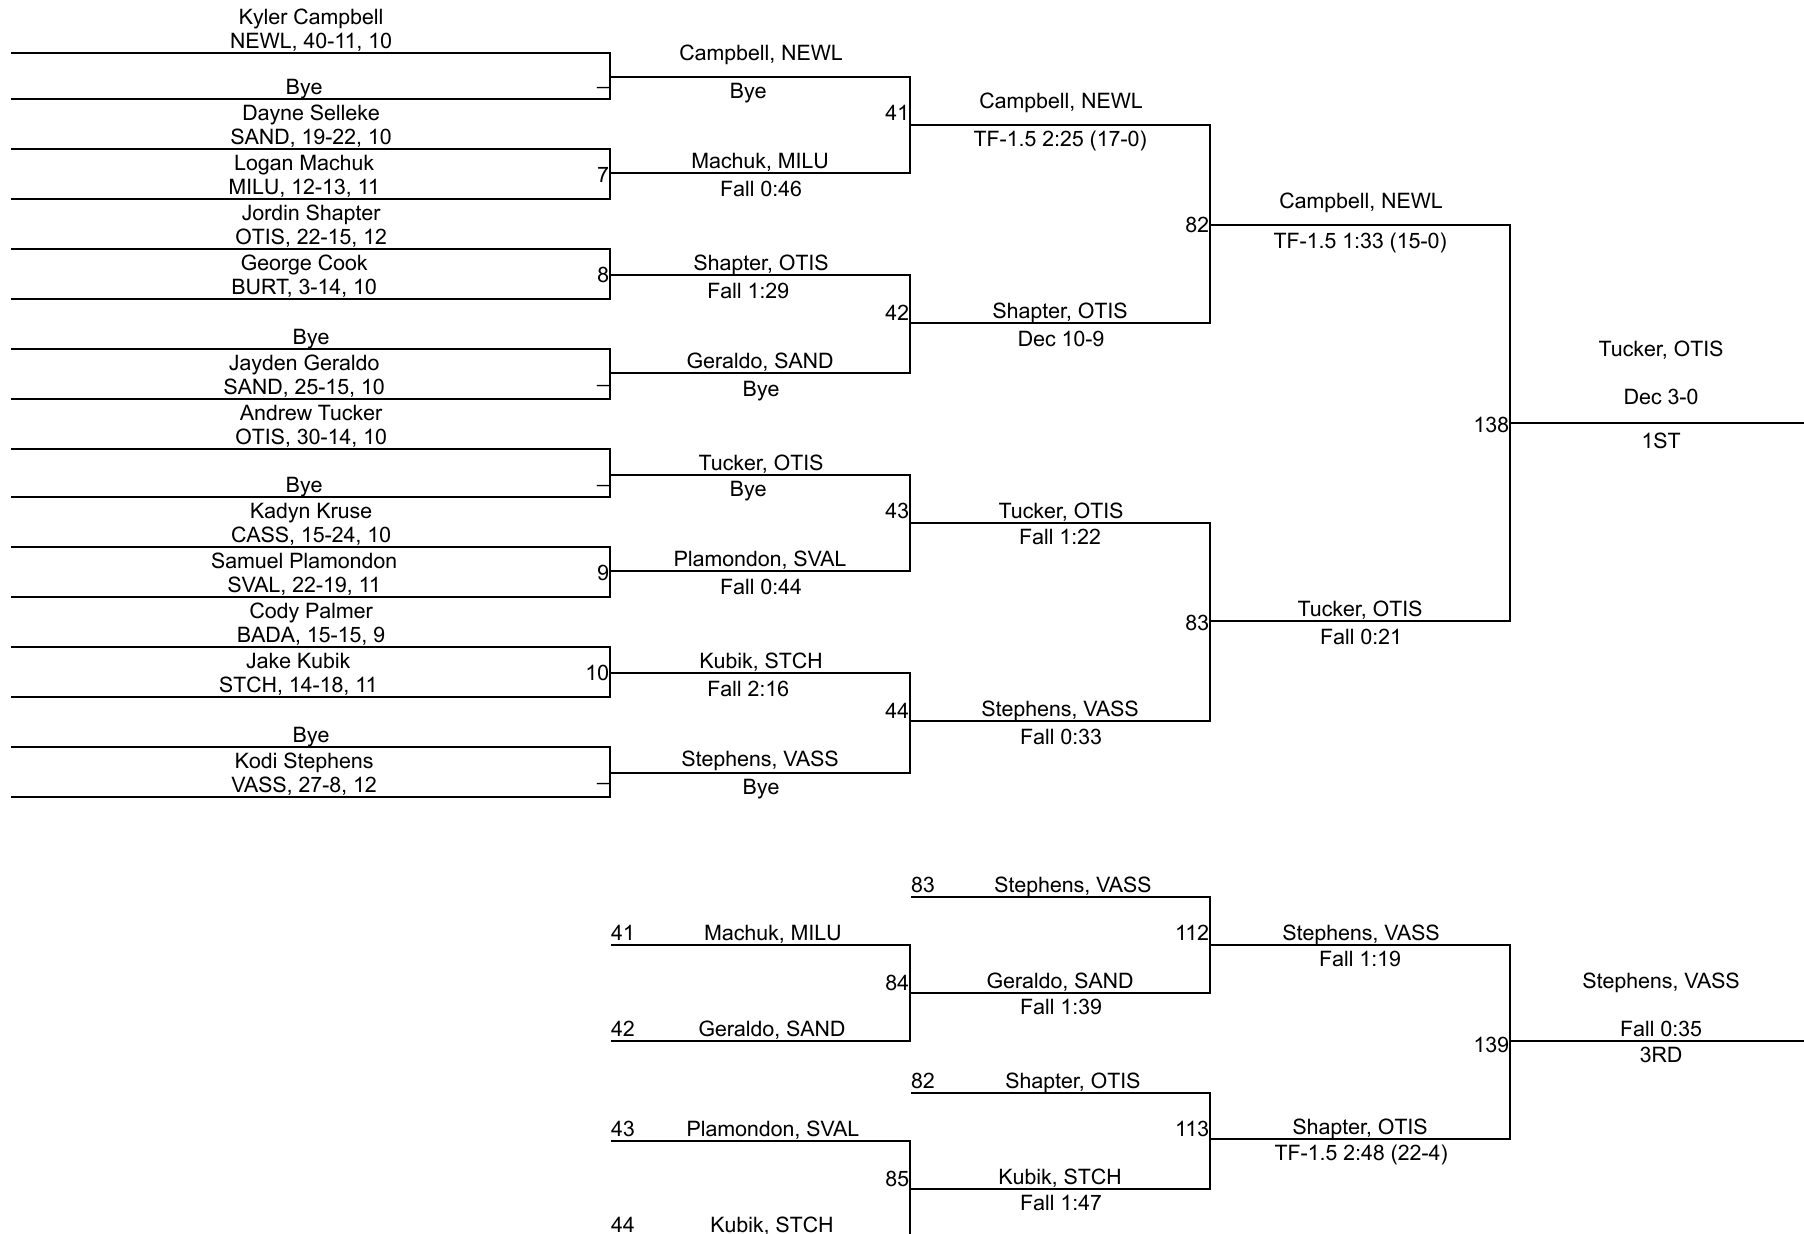 Kyler Campbell
NEWL, 40-11, 10
Bye
–
Dayne Selleke
SAND, 19-22, 10
Logan Machuk
MILU, 12-13, 11
7
Jordin Shapter
OTIS, 22-15, 12
George Cook
BURT, 3-14, 10
8
Bye
Jayden Geraldo
SAND, 25-15, 10
–
Andrew Tucker
OTIS, 30-14, 10
Bye
–
Kadyn Kruse
CASS, 15-24, 10
Samuel Plamondon
SVAL, 22-19, 11
9
Cody Palmer
BADA, 15-15, 9
Jake Kubik
STCH, 14-18, 11
10
Bye
Kodi Stephens
VASS, 27-8, 12
–
Campbell, NEWL
Bye
41
Machuk, MILU
Fall 0:46
Shapter, OTIS
Fall 1:29
42
Geraldo, SAND
Bye
Tucker, OTIS
Bye
43
Plamondon, SVAL
Fall 0:44
Kubik, STCH
Fall 2:16
44
Stephens, VASS
Bye
Campbell, NEWL
TF-1.5 2:25 (17-0)
82
Shapter, OTIS
Dec 10-9
Tucker, OTIS
Fall 1:22
83
Stephens, VASS
Fall 0:33
Campbell, NEWL
TF-1.5 1:33 (15-0)
138
Tucker, OTIS
Fall 0:21
Tucker, OTIS
Dec 3-0
1ST
83 Stephens, VASS
41 Machuk, MILU
112
84
Geraldo, SAND
Fall 1:39
42 Geraldo, SAND
Stephens, VASS
Fall 1:19
82 Shapter, OTIS
43 Plamondon, SVAL
113
85
Kubik, STCH
Fall 1:47
44 Kubik, STCH
Shapter, OTIS
TF-1.5 2:48 (22-4)
139
Stephens, VASS
Fall 0:35
3RD